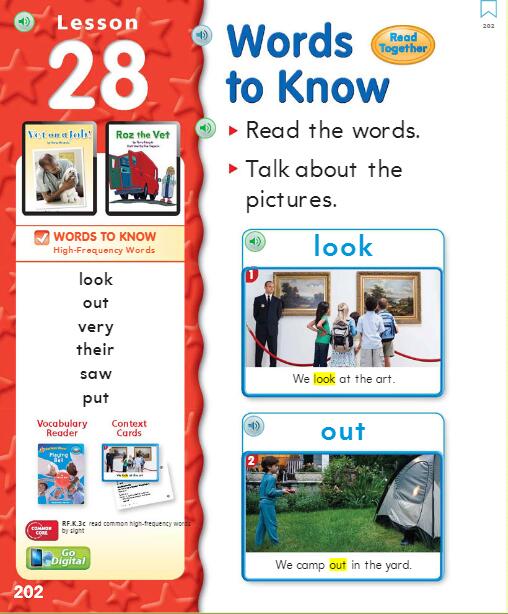 Lesson
28
Vet on a Job!
Roz the Vet
WORDS TO KNOW
High-Frequency Words
look
out
very
their
saw
put
Vocabulary
Reader
Context
Cards
Playing
Ball
COMMON
CORE
RF.K.3c read common high-frequency words
by sight
Go
Digital
202
202
Words
to Know
Read
Together
Read the words.
Talk about the
pictures.
look
1
We look at the art.
out
2
We camp out in the yard.